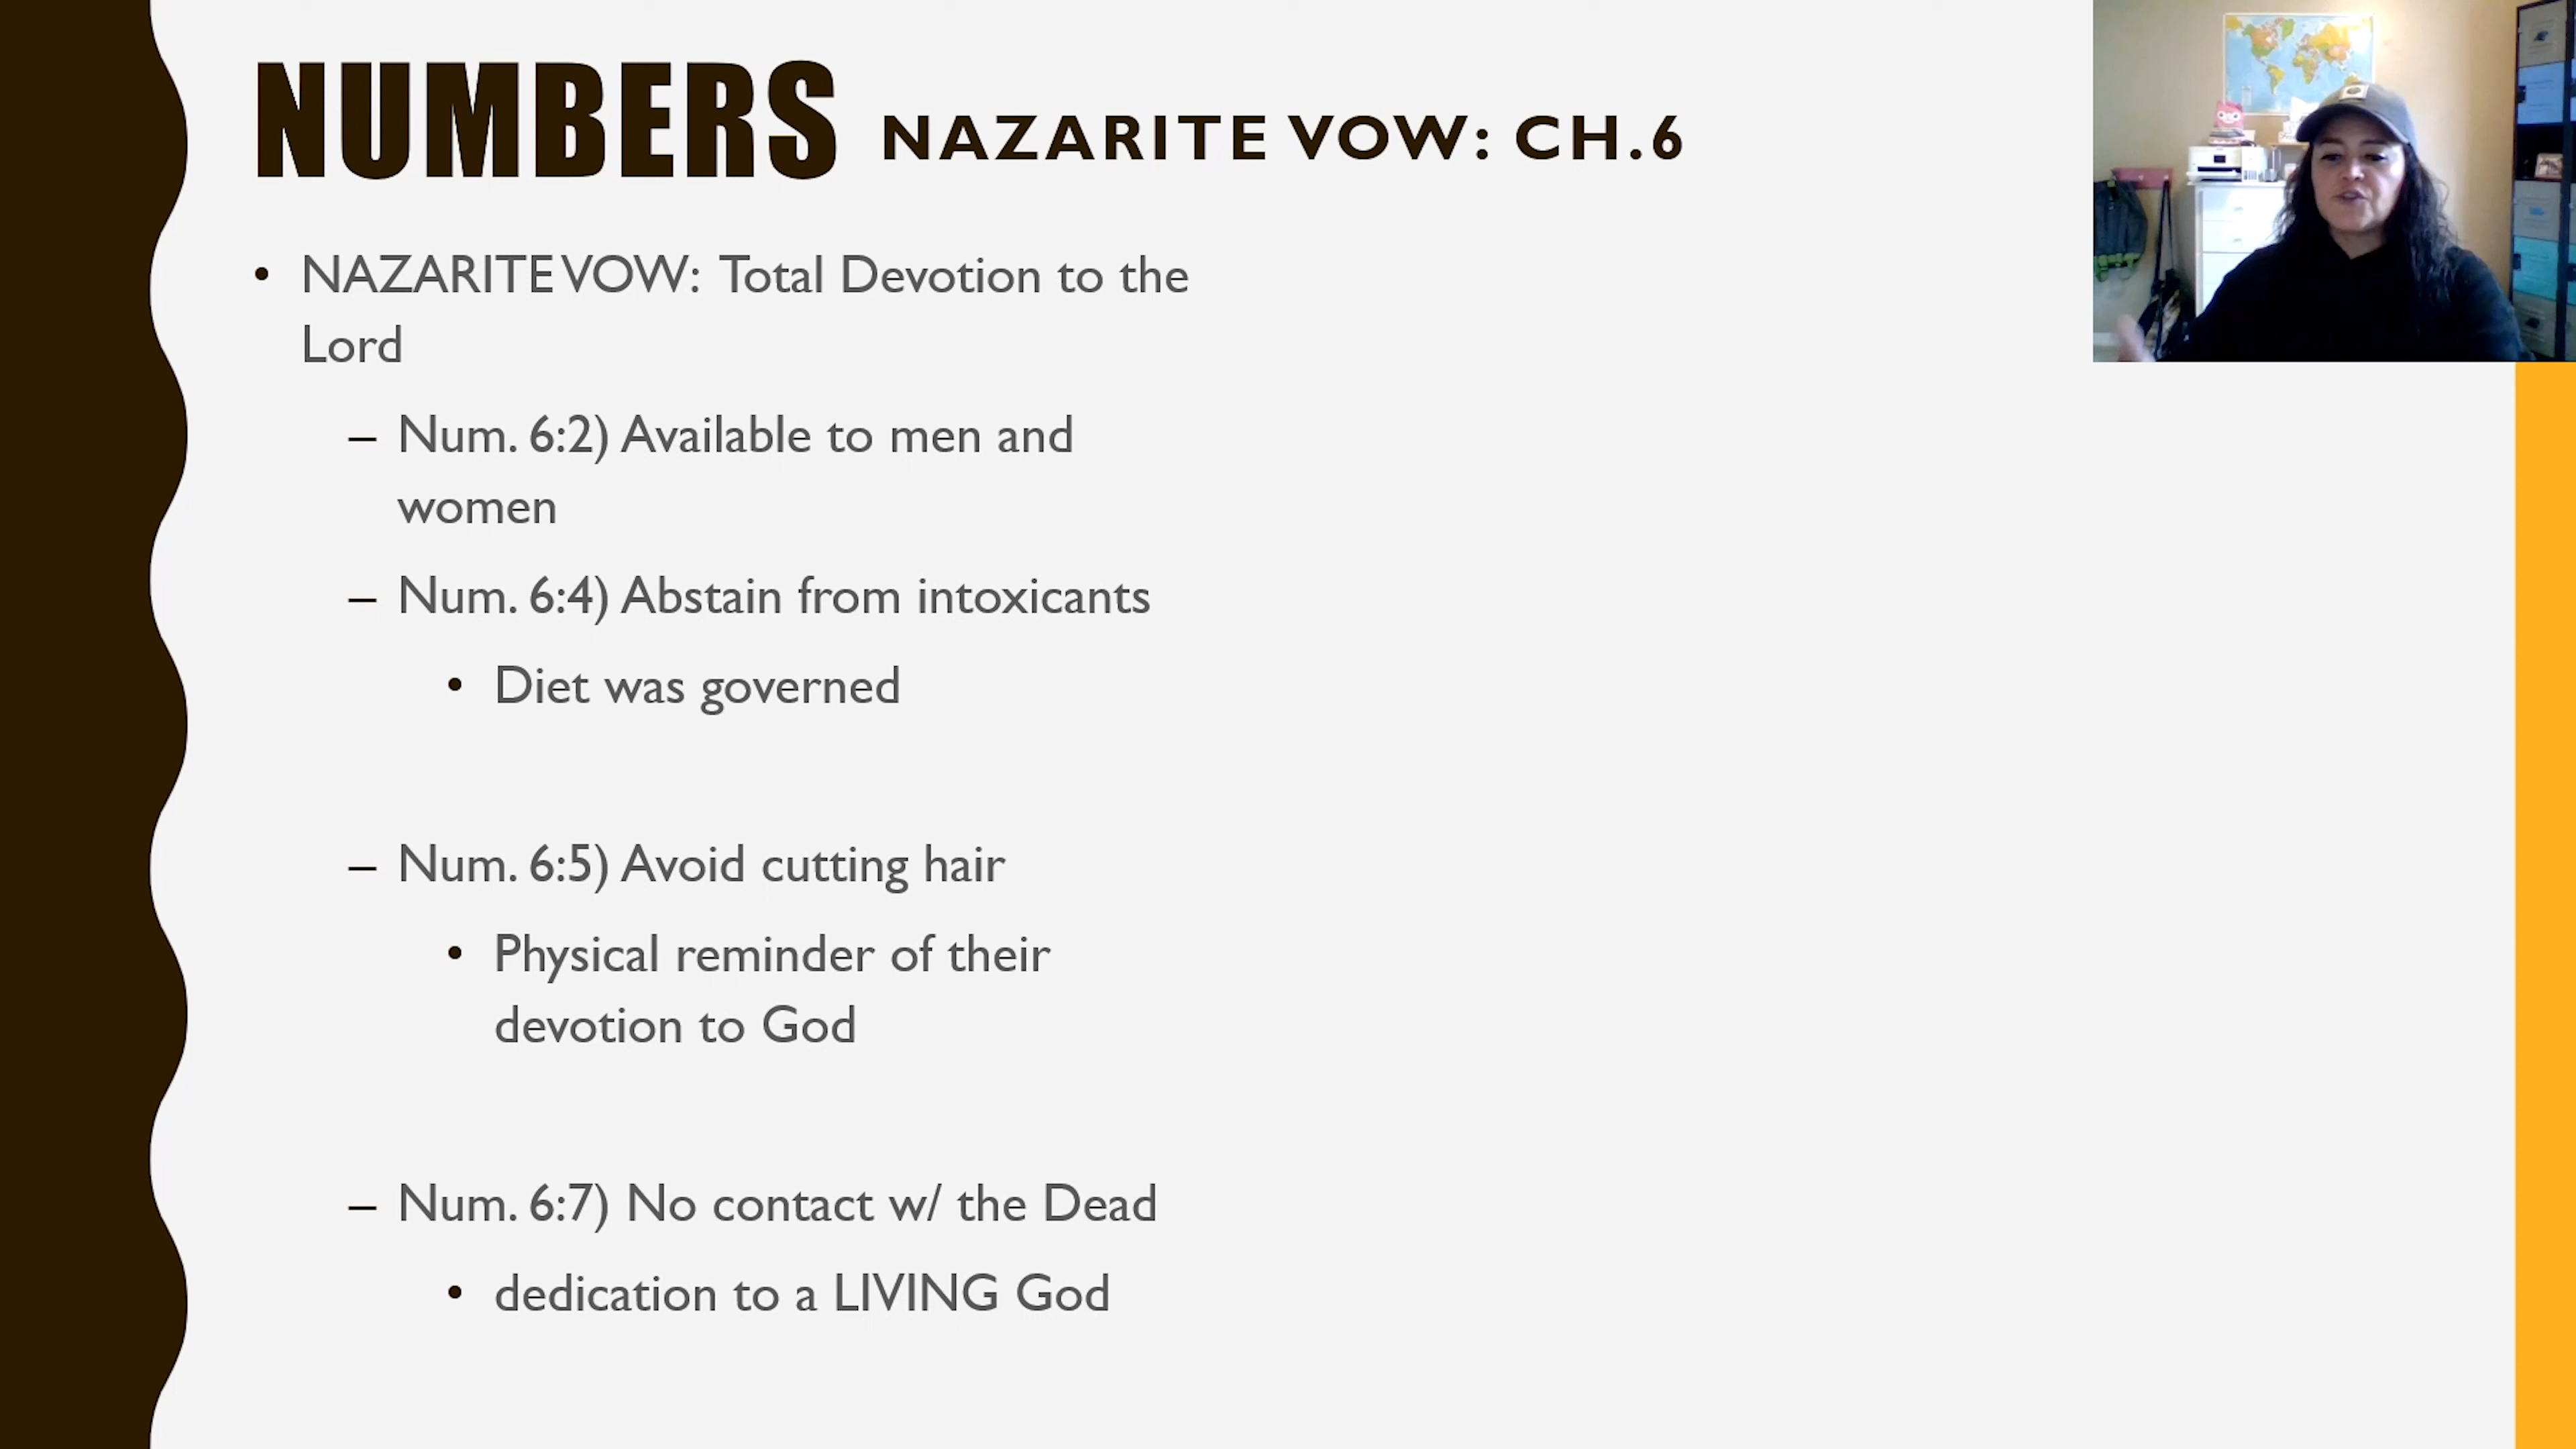 NUMBERS NAZARITE VOW: CH.6
• NAZARITE VOW: Total Devotion to the
Lord
– Num. 6:2) Available to men and
women
– Num. 6:4) Abstain from intoxicants
• Diet was governed
– Num. 6:5) Avoid cutting hair
• Physical reminder of their
devotion to God
– Num. 6:7) No contact w/ the Dead
• dedication to a LIVING God